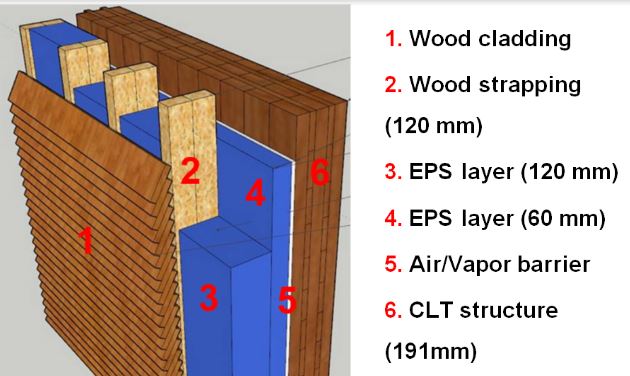 1. Wood cladding
2. Wood strapping
(120 mm)
3. EPS layer (120 mm)
4. EPS layer (60 mm)
5. Air/Vapor barrier
6. CLT structure
(191mm)
2
4
6
1
3
5